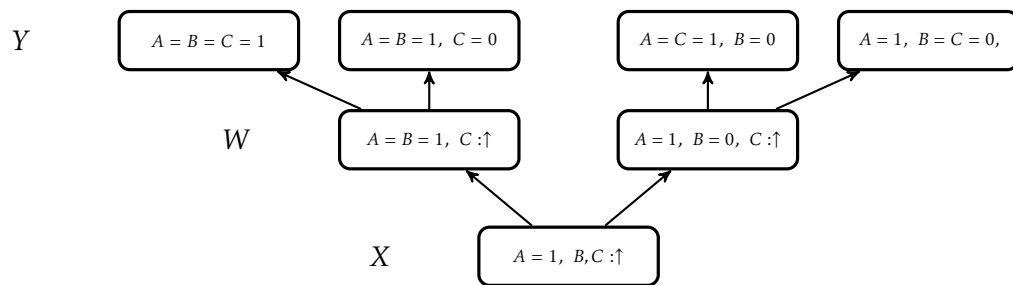 Y A = B = C = 1 A = B = 1, C = 0 A = C = 1, B = 0 A = 1, B = C = 0,
W A = B = 1, C :↑ A = 1, B = 0, C :↑
X A = 1, B, C :↑